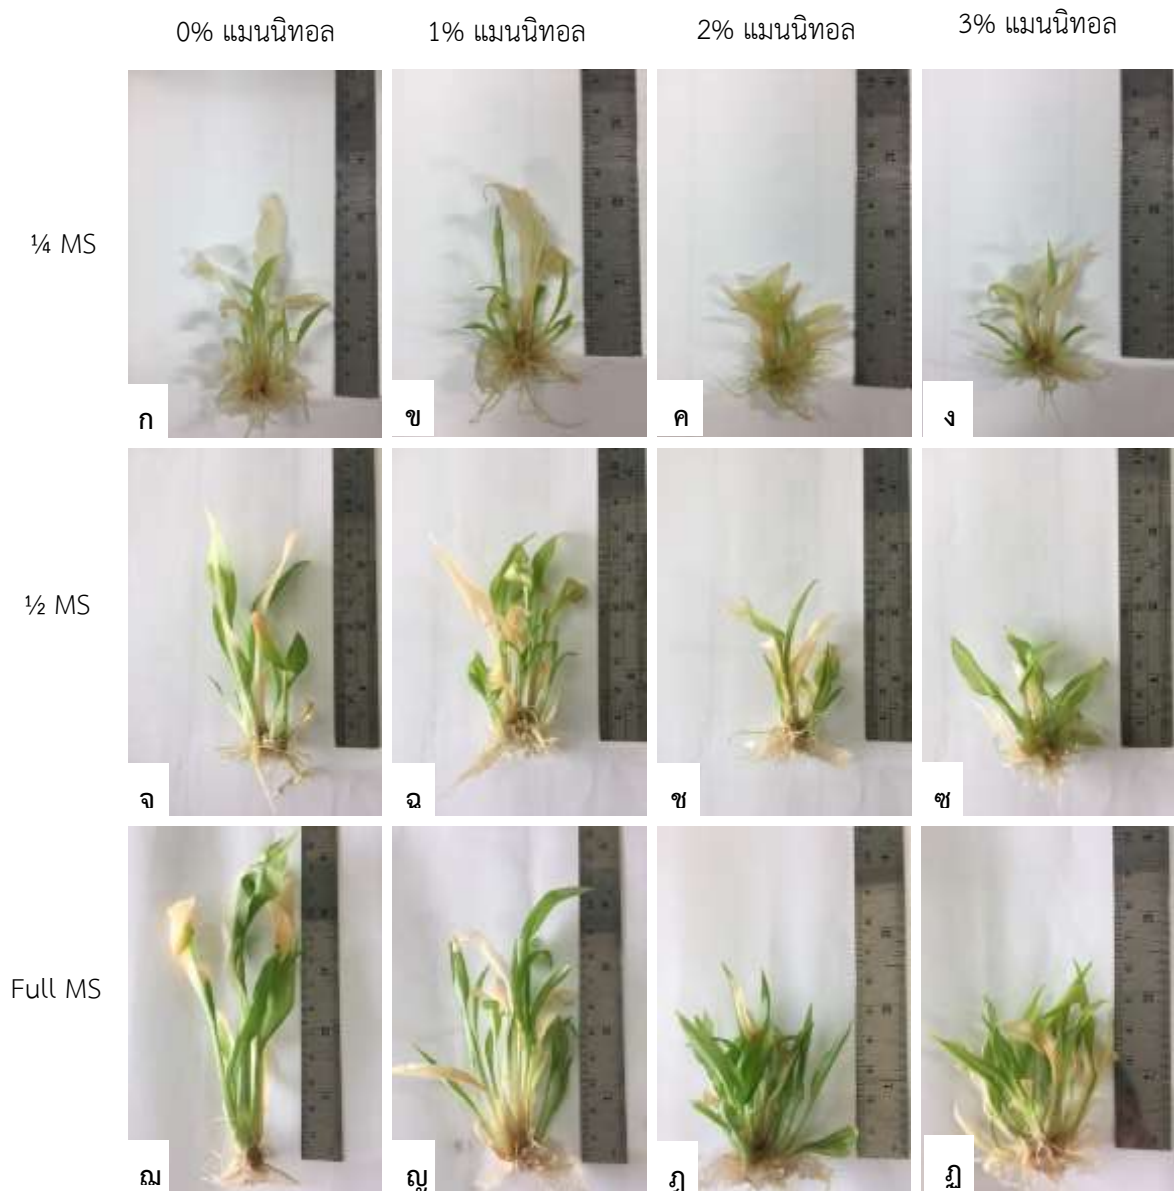 0% แมนนิทอล 1% แมนนิทอล 2% แมนนิทอล 3% แมนนิทอล
¼ MS
ก ข ค ง
½ MS
จ ฉ ช ซ
Full MS
ฌ ญ ฎ ฏ